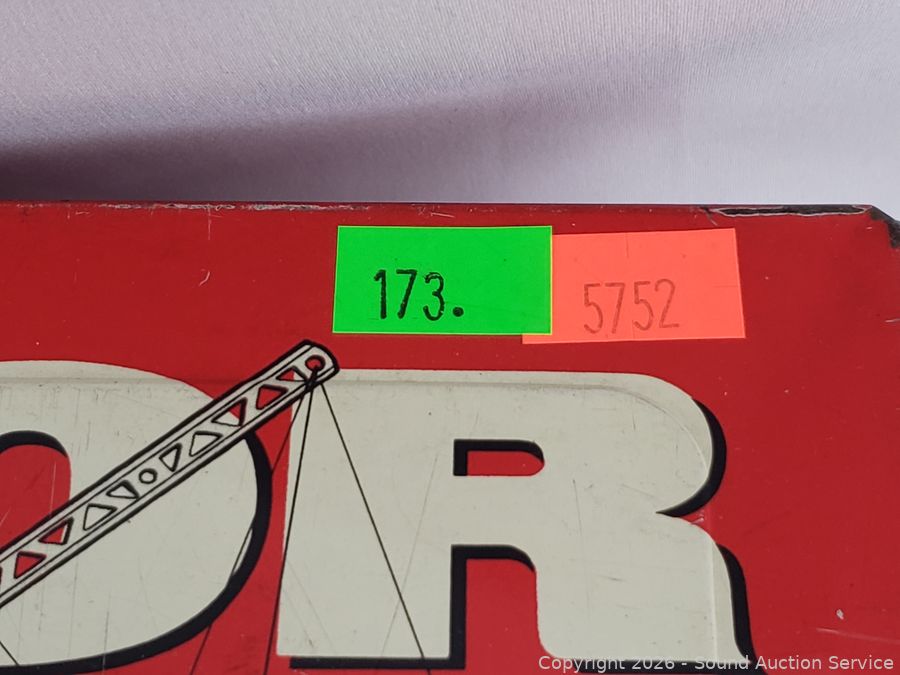 173.
5752
OR
Copyright 2026 - Sound Auction Service